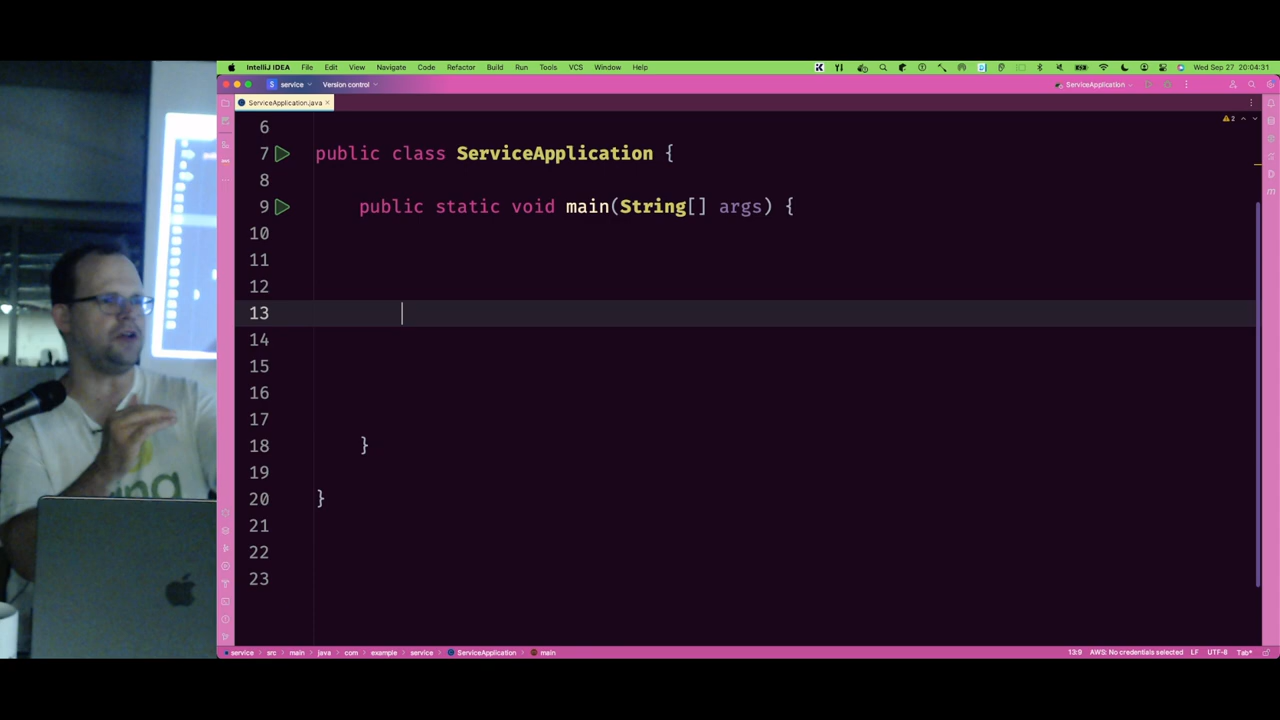 IntelliJ IDEA File Edit View Navigate Code Refactor Build Run Tools VCS Window Help Wed Sep 27 20:04:31
S service Version control ServiceApplication
ServiceApplication.java
6
2
7 public class ServiceApplication {
8
9 public static void main(String[] args) {
10
11
12
13
14
15
16
17
18 }
19
20 }
21
22
23
service > src > main > java > com > example > service > ServiceApplication > main 13:9 AWS: No credentials selected LF UTF-8 Tab*